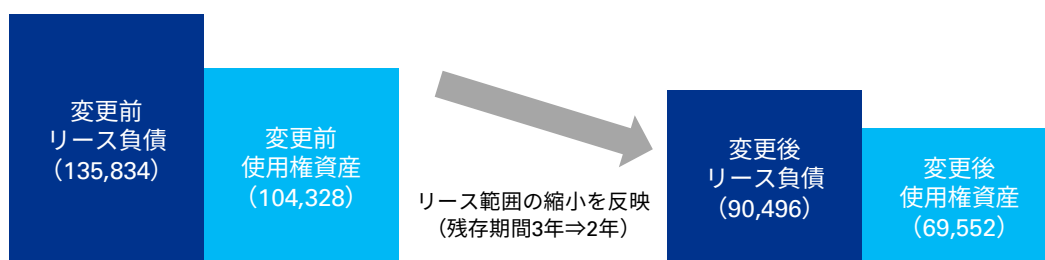 変更前
リース負債
（135,834）
変更前
使用権資産
（104,328）
リース範囲の縮小を反映
（残存期間3年⇒2年）
変更後
リース負債
（90,496）
変更後
使用権資産
（69,552）